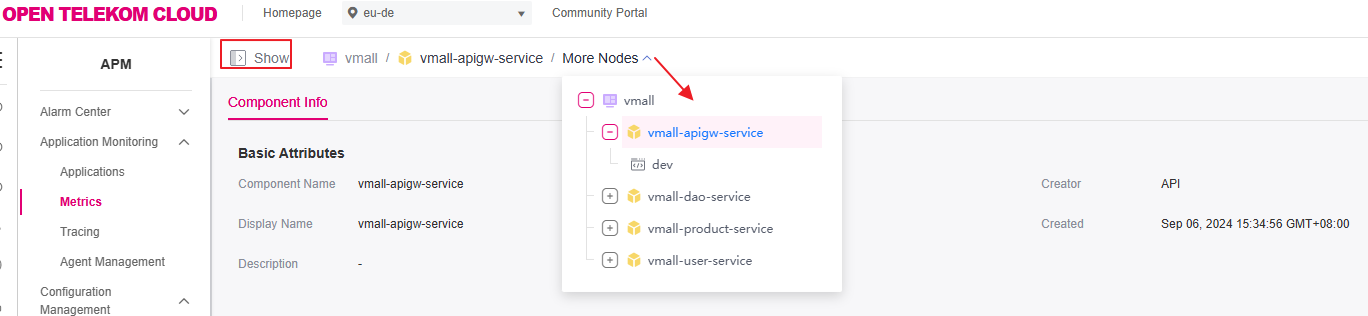 OPEN TELEKOM CLOUD Homepage eu-de Community Portal
APM
Show vmall / vmall-apigw-service / More Nodes
Alarm Center
Application Monitoring
Applications
Metrics
Tracing
Agent Management
Configuration
Management
Component Info
Basic Attributes
Component Name vmall-apigw-service
Display Name vmall-apigw-service
Description -
vmall
vmall-apigw-service
dev
vmall-dao-service
vmall-product-service
vmall-user-service
Creator API
Created Sep 06, 2024 15:34:56 GMT+08:00